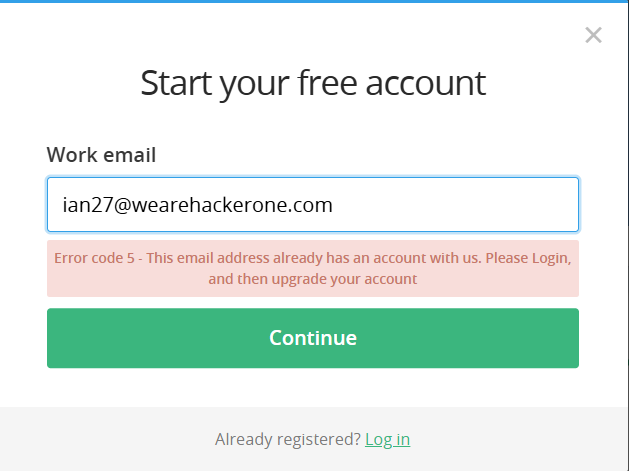 Start your free account
Work email
ian27@wearehackerone.com
Error code 5 - This email address already has an account with us. Please Login,
and then upgrade your account
Continue
Already registered? Log in